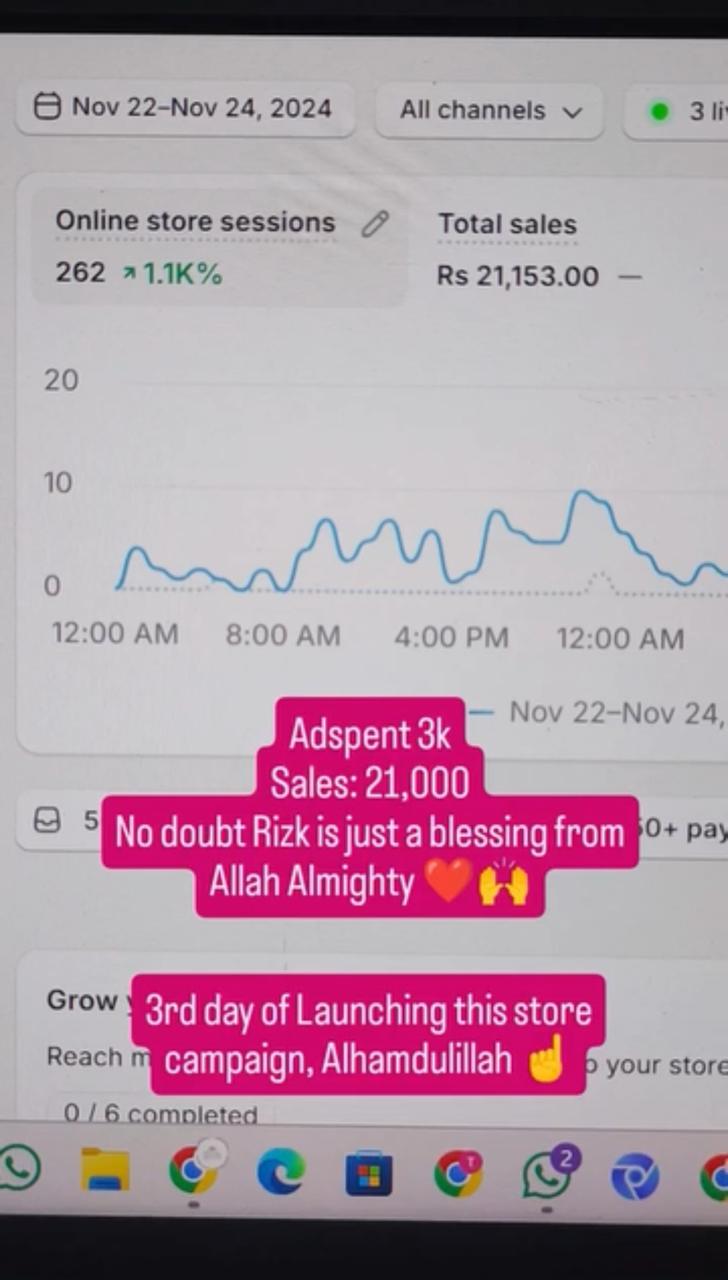 Nov 22–Nov 24, 2024
All channels
3
Online store sessions
Total sales
262 ↗ 1.1K%
Rs 21,153.00 —
20
10
0
12:00 AM 8:00 AM 4:00 PM 12:00 AM
Nov 22–Nov 24,
Adspent 3k
Sales: 21,000
5
No doubt Rizk is just a blessing from
Allah Almighty ❤️🙌
0+ pay
Grow
3rd day of Launching this store
Reach
campaign, Alhamdulillah ☝️
your store
0 / 6 completed
2